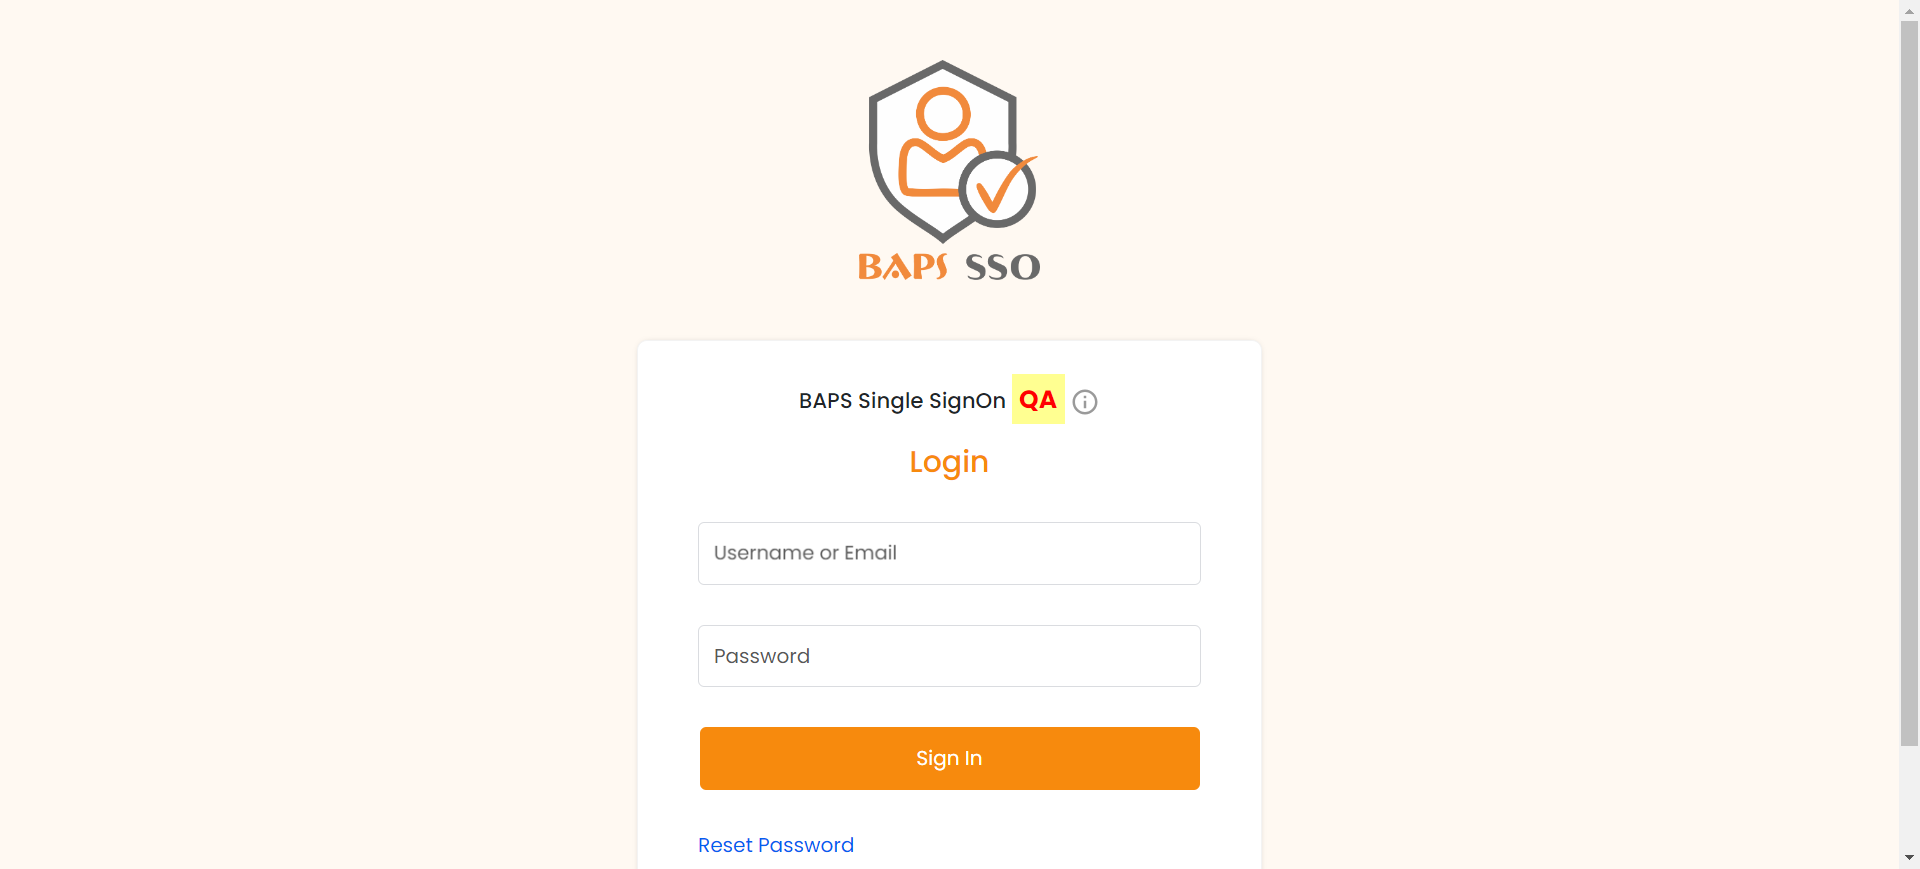 BAPS SSO
BAPS Single SignOn QA
Login
Username or Email
Password
Sign In
Reset Password